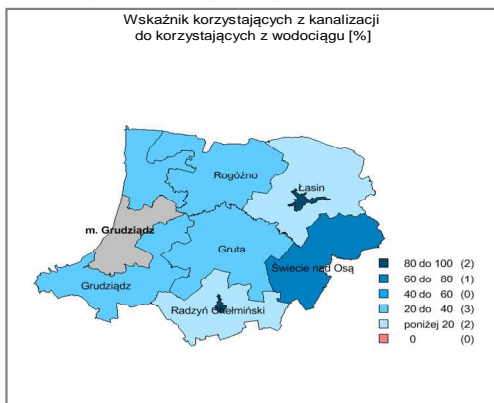 Wskaźnik korzystających z kanalizacji
do korzystających z wodociągu [%]
Rogóźno
Łasin
m. Grudziądz
Gruta
Świecie nad Osą
Grudziądz
Radzyń Chełmiński
80 do 100 (2)
60 do 80 (1)
40 do 60 (0)
20 do 40 (3)
poniżej 20 (2)
0 (0)